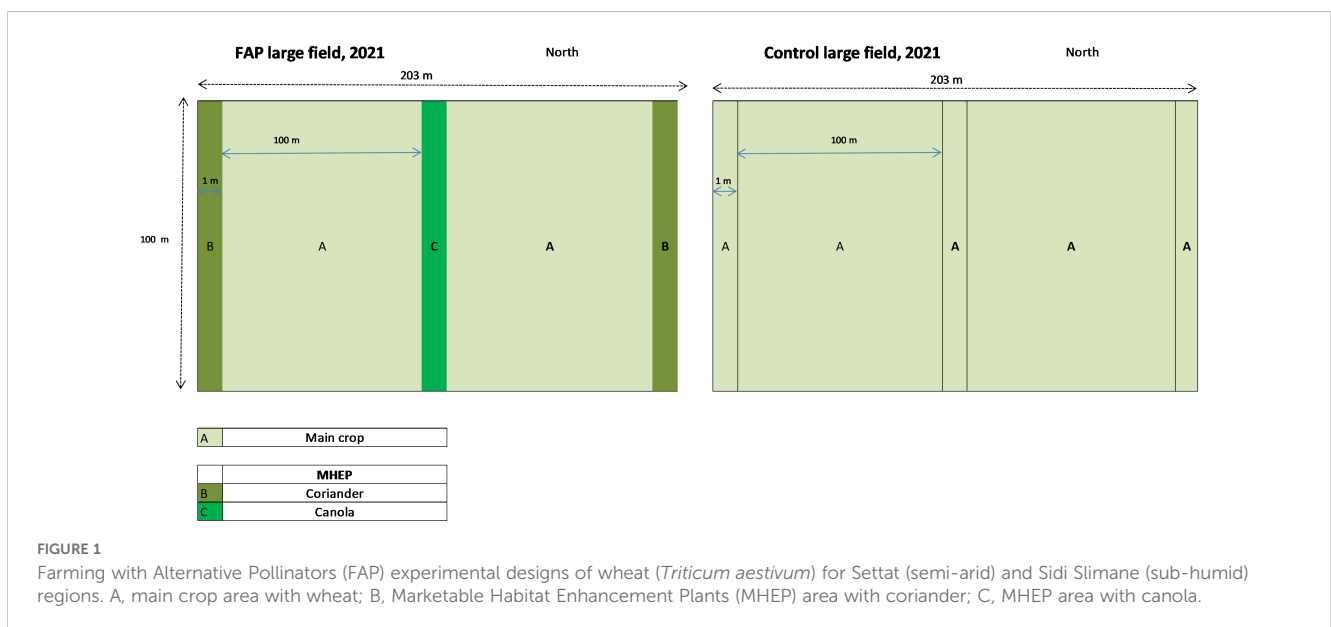 FAP large field, 2021 North Control large field, 2021 North
203 m 203 m
100 m 100 m
1 m 1 m
100 m
B A C A B A A A A A
A Main crop
MHEP
B Coriander
C Canola
FIGURE 1
Farming with Alternative Pollinators (FAP) experimental designs of wheat (Triticum aestivum) for Settat (semi-arid) and Sidi Slimane (sub-humid)
regions. A, main crop area with wheat; B, Marketable Habitat Enhancement Plants (MHEP) area with coriander; C, MHEP area with canola.